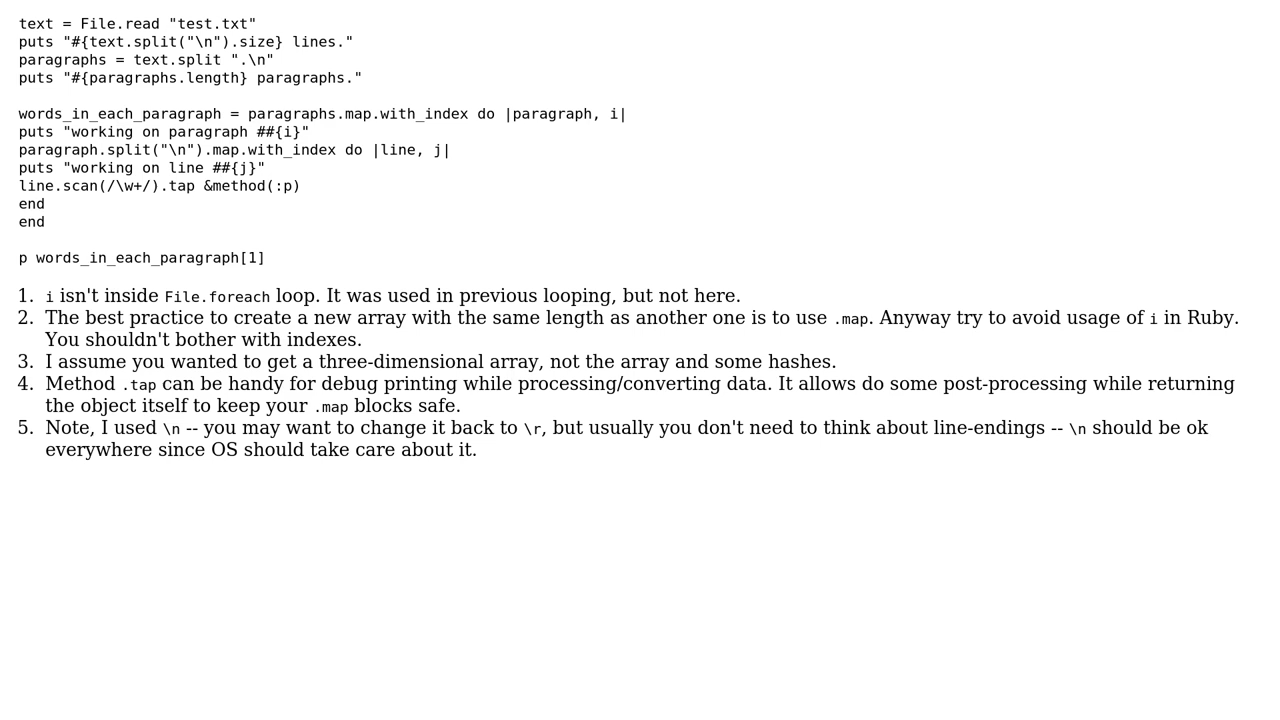 text = File.read "test.txt"
puts "#{text.split("\n").size} lines."
paragraphs = text.split ".\n"
puts "#{paragraphs.length} paragraphs."

words_in_each_paragraph = paragraphs.map.with_index do |paragraph, i|
puts "working on paragraph ##{i}"
paragraph.split("\n").map.with_index do |line, j|
puts "working on line ##{j}"
line.scan(/\w+/).tap &method(:p)
end
end

p words_in_each_paragraph[1]

1. i isn't inside File.foreach loop. It was used in previous looping, but not here.
2. The best practice to create a new array with the same length as another one is to use .map. Anyway try to avoid usage of i in Ruby.
You shouldn't bother with indexes.
3. I assume you wanted to get a three-dimensional array, not the array and some hashes.
4. Method .tap can be handy for debug printing while processing/converting data. It allows do some post-processing while returning
the object itself to keep your .map blocks safe.
5. Note, I used \n -- you may want to change it back to \r, but usually you don't need to think about line-endings -- \n should be ok
everywhere since OS should take care about it.